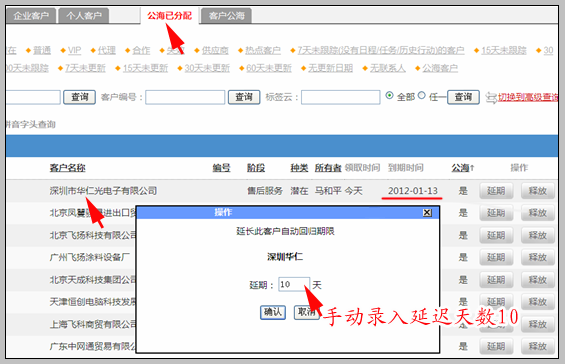 企业客户 个人客户 公海已分配 客户公海
在 普通 VIP 代理 合作 供应商 热点客户 7天未跟踪(没有日程/任务/历史行动)的客户 15天未跟踪 30
00天未跟踪 7天未更新 15天未更新 30天未更新 60天未更新 无更新日期 无联系人 公海客户
查询 客户编号： 查询 标签云： 全部 任一 查询 切换到高级查询
拼音字头查询
客户名称 编号 阶段 种类 所有者 领取时间 到期时间 公海↑ 操作
深圳市华仁光电子有限公司 售后服务 潜在 马和平 今天 2012-01-13 是 延期 释放
北京凤麗 进出口贸 操作 是 延期 释放
北京飞扬科技有限公 延长此客户自动回归期限 是 延期 释放
广州飞扬涂料设备厂 深圳华仁 是 延期 释放
北京天成科技集团公 延期： 10 天 是 延期 释放
天津恒创电脑科技发展 确认 取消 是 延期 释放
上海飞科商贸有限公司 手动录入延迟天数10 是 延期 释放
广东中网通贸易有限公 是 延期 释放